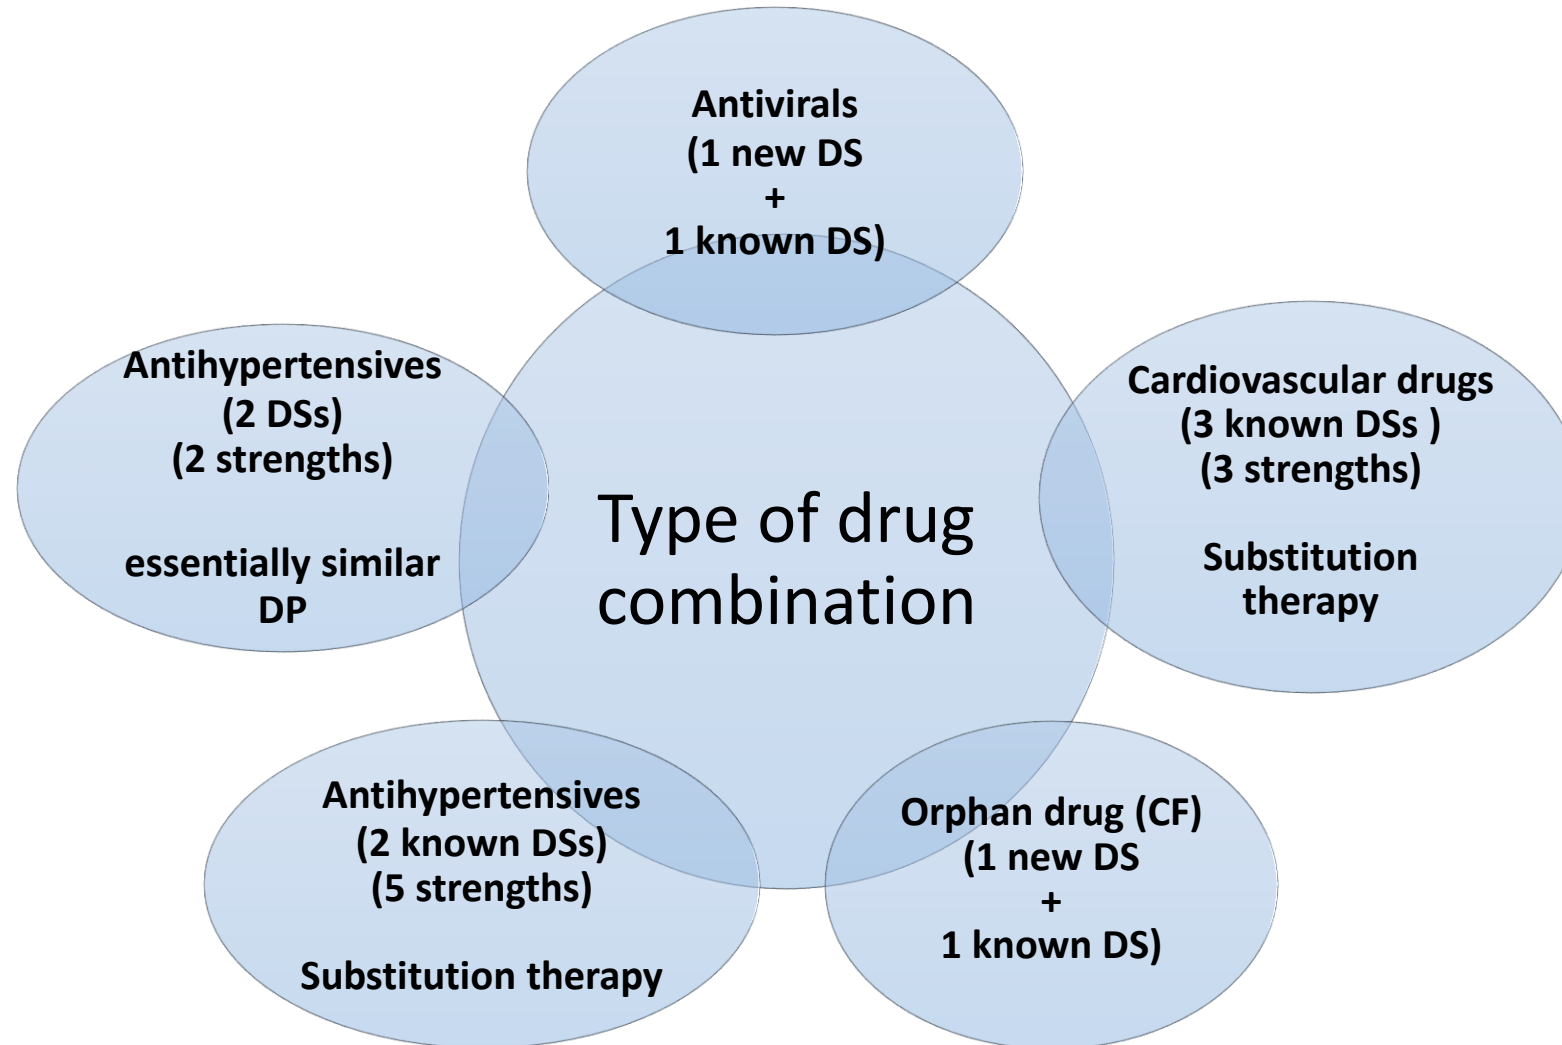 Antivirals
(1 new DS
+
1 known DS)
Antihypertensives
(2 DSs)
(2 strengths)
essentially similar
DP
Type of drug
combination
Cardiovascular drugs
(3 known DSs )
(3 strengths)
Substitution
therapy
Antihypertensives
(2 known DSs)
(5 strengths)
Substitution therapy
Orphan drug (CF)
(1 new DS
+
1 known DS)